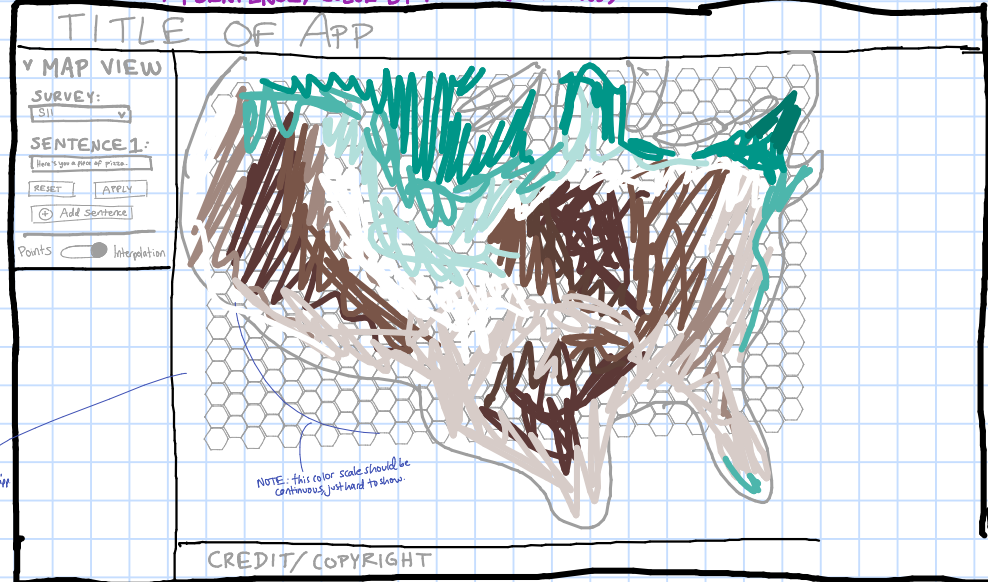 TITLE OF APP
v MAP VIEW
SURVEY:
S11
SENTENCE 1:
Here's you a piece of pizza.
RESET APPLY
+ Add sentence
Points Interpolation
NOTE: this color scale should be
continuous, just hard to show.
CREDIT/COPYRIGHT